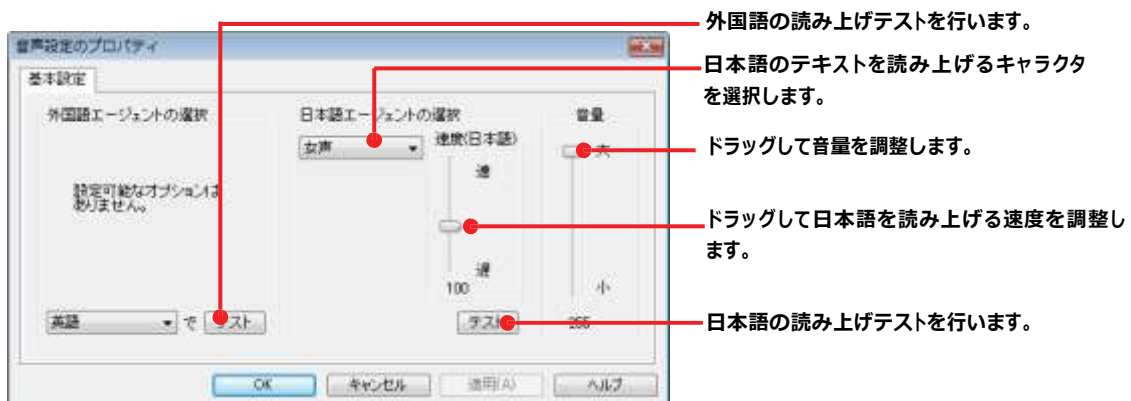 外国語の読み上げテストを行います。
音声設定のプロパティ
日本語のテキストを読み上げるキャラクタ
を選択します。
基本設定
外国語エージェントの選択
日本語エージェントの選択
音量
女声
速度(日本語)
大
ドラッグして音量を調整します。
速
設定可能なオプションは
ありません。
ドラッグして日本語を読み上げる速度を調整し
ます。
遅
100
小
英語
で
テスト
テスト
255
日本語の読み上げテストを行います。
OK
キャンセル
適用(A)
ヘルプ